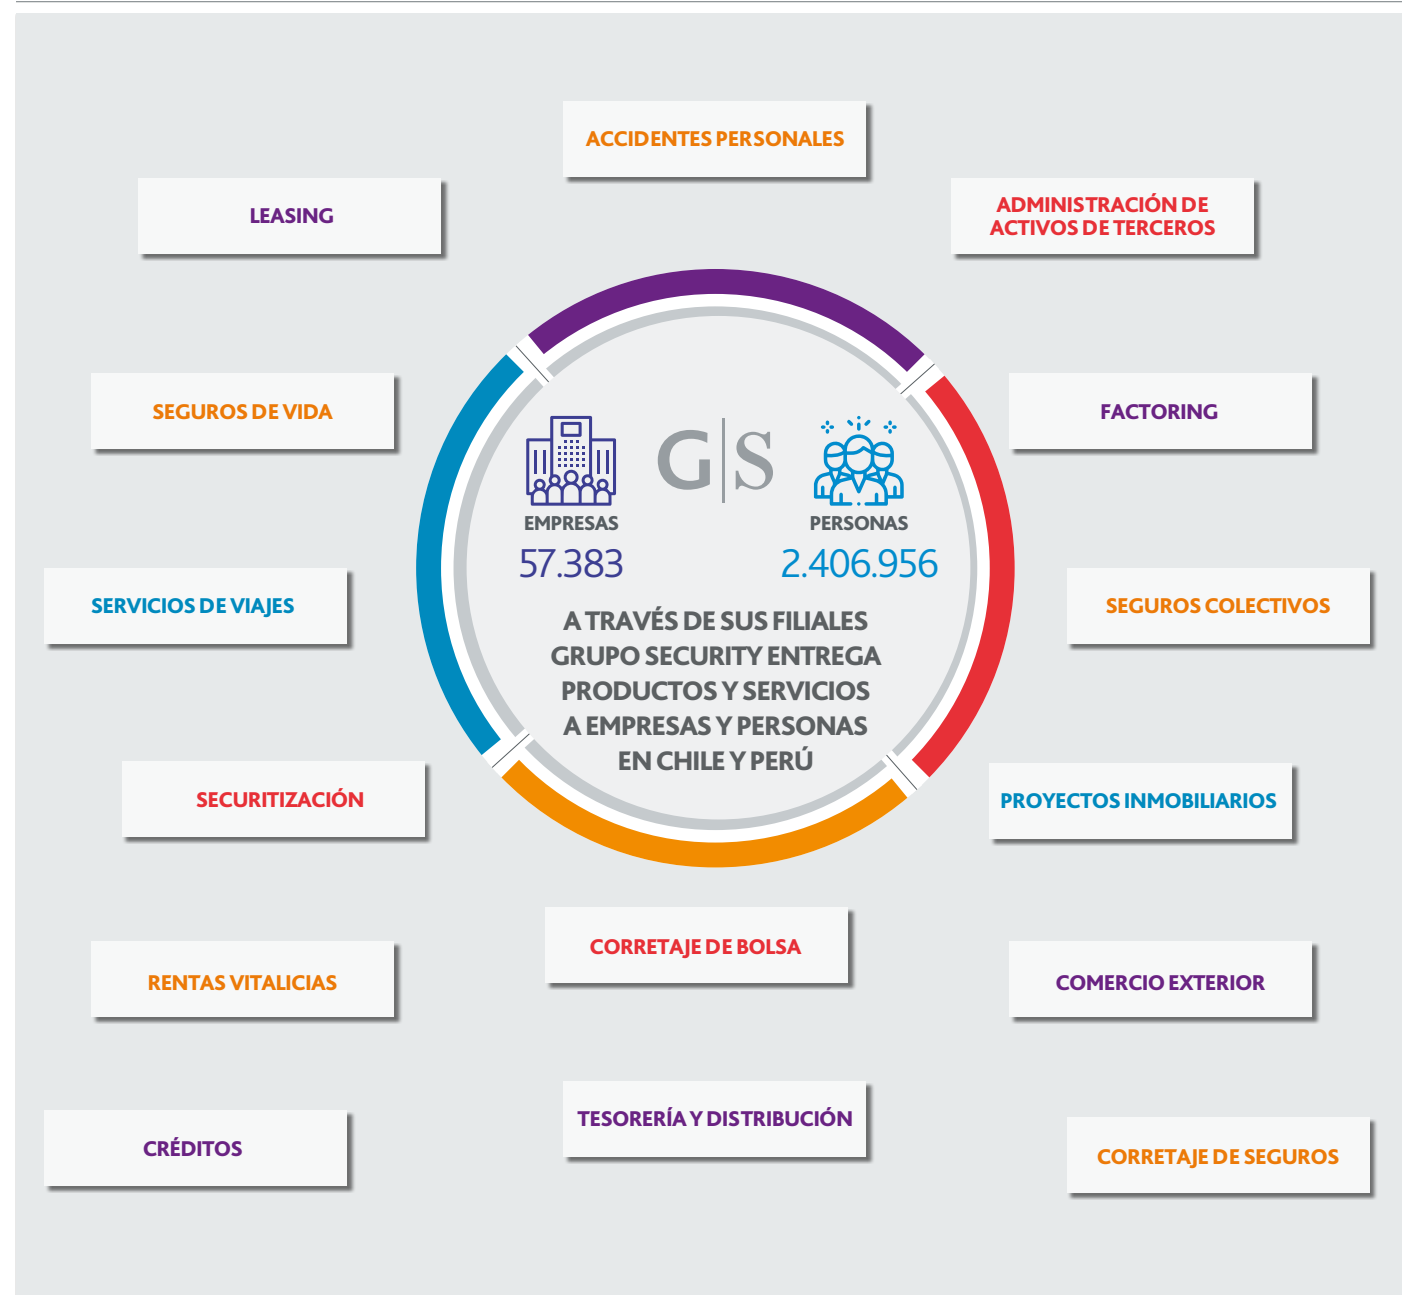 ACCIDENTES PERSONALES
LEASING
ADMINISTRACIÓN DE
ACTIVOS DE TERCEROS
SEGUROS DE VIDA
FACTORING
G|S
EMPRESAS
57.383
PERSONAS
2.406.956
A TRAVÉS DE SUS FILIALES
GRUPO SECURITY ENTREGA
PRODUCTOS Y SERVICIOS
A EMPRESAS Y PERSONAS
EN CHILE Y PERÚ
SERVICIOS DE VIAJES
SEGUROS COLECTIVOS
SECURITIZACIÓN
PROYECTOS INMOBILIARIOS
CORRETAJE DE BOLSA
RENTAS VITALICIAS
COMERCIO EXTERIOR
TESORERÍA Y DISTRIBUCIÓN
CRÉDITOS
CORRETAJE DE SEGUROS